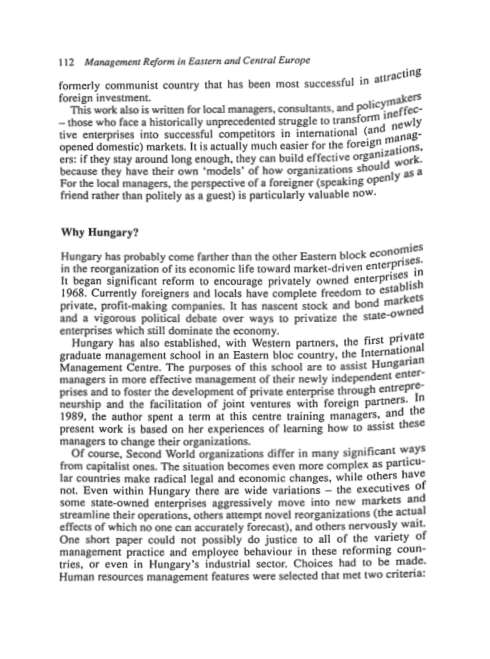 112 Management Reform in Eastern and Central Europe
formerly communist country that has been most successful in attracting
foreign investment.
This work also is written for local managers, consultants, and policymakers
– those who face a historically unprecedented struggle to transform ineffec-
tive enterprises into successful competitors in international (and newly
opened domestic) markets. It is actually much easier for the foreign manag-
ers: if they stay around long enough, they can build effective organizations,
because they have their own 'models' of how organizations should work.
For the local managers, the perspective of a foreigner (speaking openly as a
friend rather than politely as a guest) is particularly valuable now.
Why Hungary?
Hungary has probably come farther than the other Eastern block economies
in the reorganization of its economic life toward market-driven enterprises.
It began significant reform to encourage privately owned enterprises in
1968. Currently foreigners and locals have complete freedom to establish
private, profit-making companies. It has nascent stock and bond markets
and a vigorous political debate over ways to privatize the state-owned
enterprises which still dominate the economy.
Hungary has also established, with Western partners, the first private
graduate management school in an Eastern bloc country, the International
Management Centre. The purposes of this school are to assist Hungarian
managers in more effective management of their newly independent enter-
prises and to foster the development of private enterprise through entrepre-
neurship and the facilitation of joint ventures with foreign partners. In
1989, the author spent a term at this centre training managers, and the
present work is based on her experiences of learning how to assist these
managers to change their organizations.
Of course, Second World organizations differ in many significant ways
from capitalist ones. The situation becomes even more complex as particu-
lar countries make radical legal and economic changes, while others have
not. Even within Hungary there are wide variations – the executives of
some state-owned enterprises aggressively move into new markets and
streamline their operations, others attempt novel reorganizations (the actual
effects of which no one can accurately forecast), and others nervously wait.
One short paper could not possibly do justice to all of the variety of
management practice and employee behaviour in these reforming coun-
tries, or even in Hungary's industrial sector. Choices had to be made.
Human resources management features were selected that met two criteria: